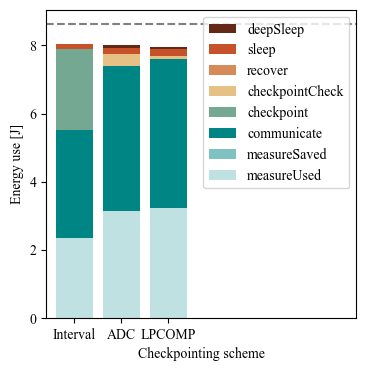 8
6
4
2
0
Energy use [J]
deepSleep
sleep
recover
checkpointCheck
checkpoint
communicate
measureSaved
measureUsed
Interval ADC LPCOMP
Checkpointing scheme